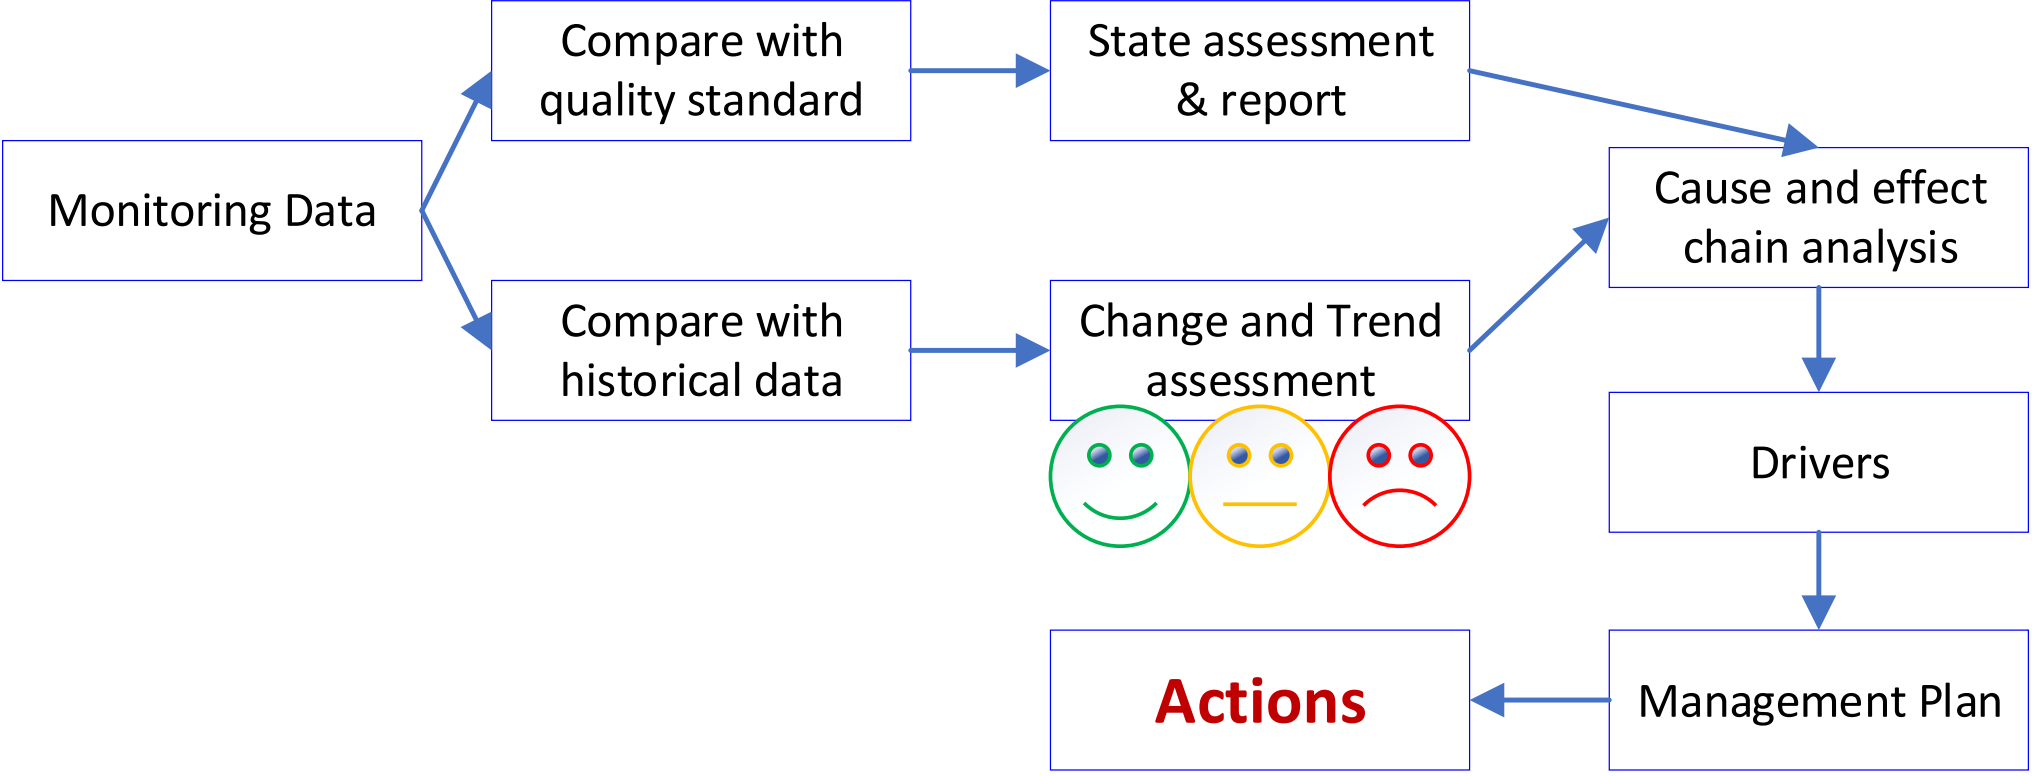 Compare with
quality standard
State assessment
& report
Monitoring Data
Cause and effect
chain analysis
Compare with
historical data
Change and Trend
assessment
Drivers
Actions
Management Plan